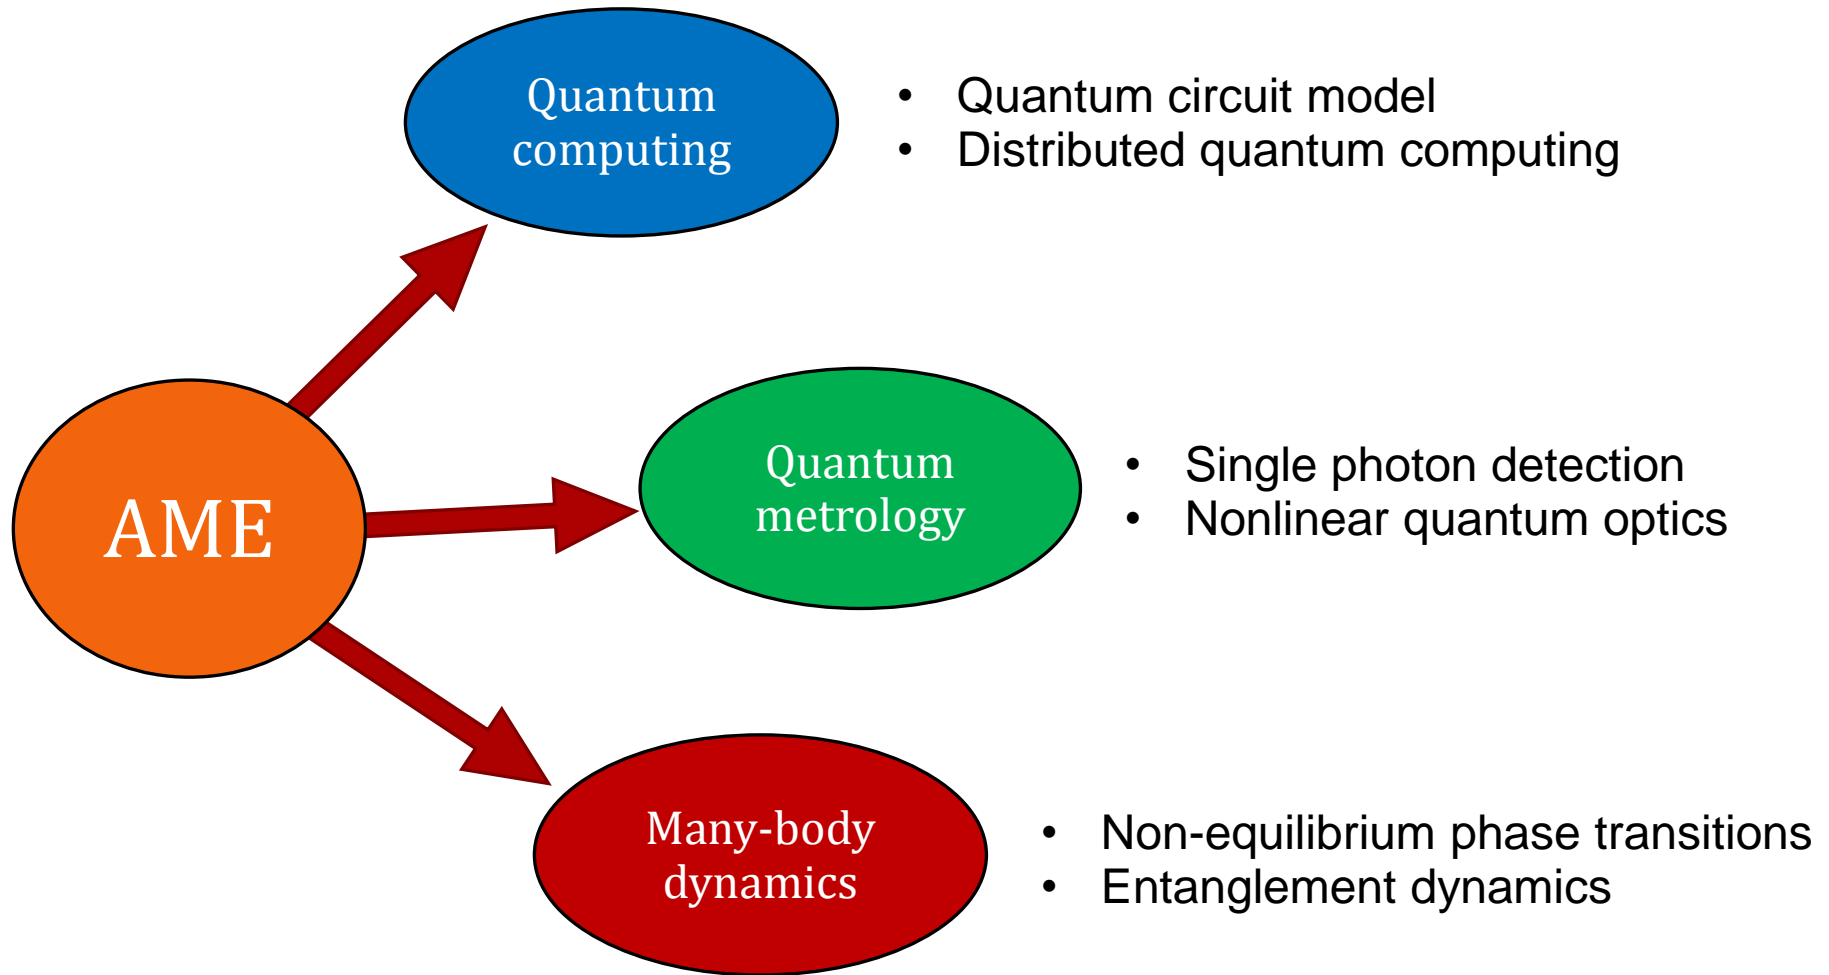 Quantum
computing
• Quantum circuit model
• Distributed quantum computing
AME
Quantum
metrology
• Single photon detection
• Nonlinear quantum optics
Many-body
dynamics
• Non-equilibrium phase transitions
• Entanglement dynamics